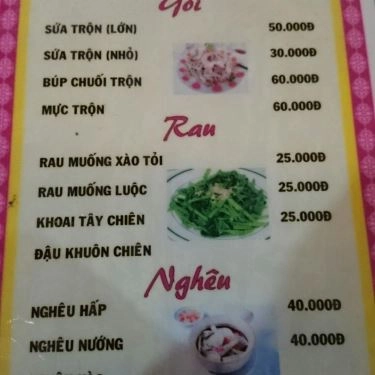 Gỏi
SỨA TRỘN (LỚN) 50.000Đ
SỨA TRỘN (NHỎ) 30.000Đ
BÚP CHUỐI TRỘN 60.000Đ
MỰC TRỘN 60.000Đ
Rau
RAU MUỐNG XÀO TỎI 25.000Đ
RAU MUỐNG LUỘC 25.000Đ
KHOAI TÂY CHIÊN 25.000Đ
ĐẬU KHUÔN CHIÊN
Nghêu
NGHÊU HẤP 40.000Đ
NGHÊU NƯỚNG 40.000Đ